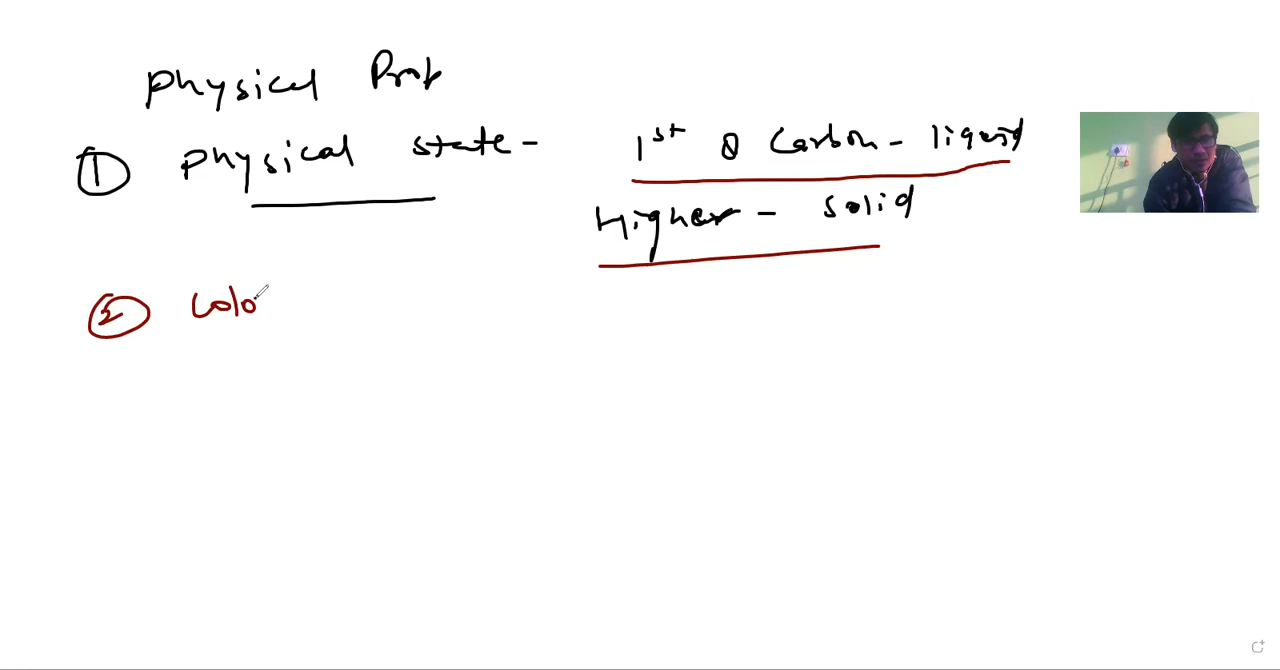 Physical Prop
① Physical state - 1st 8 Carbon - liquid
Higher - solid
② Colo